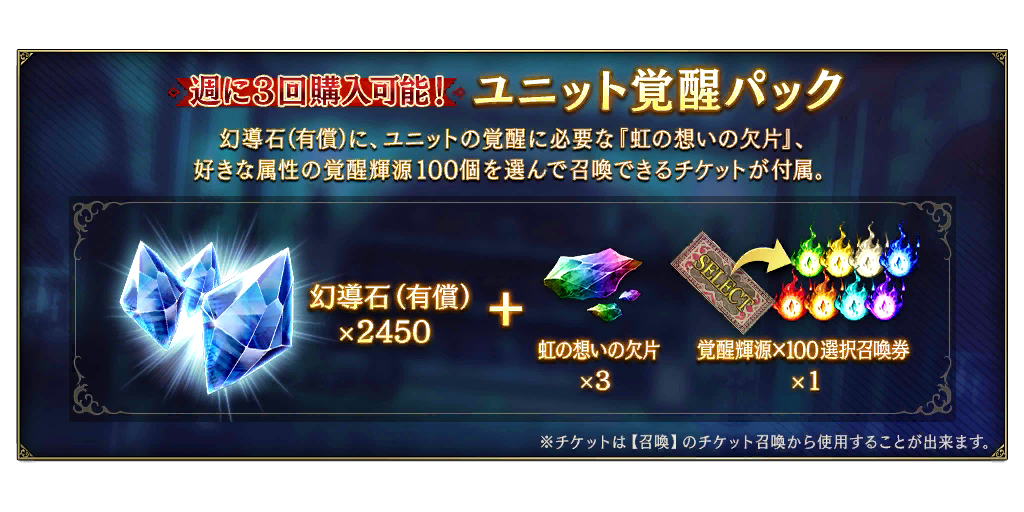 週に3回購入可能! ユニット覚醒パック
幻導石(有償)に、ユニットの覚醒に必要な『虹の想いの欠片』、
好きな属性の覚醒輝源100個を選んで召喚できるチケットが付属。
幻導石(有償)
×2450
+
SELECT
虹の想いの欠片
×3
覚醒輝源×100選択召喚券
×1
※チケットは【召喚】のチケット召喚から使用することが出来ます。